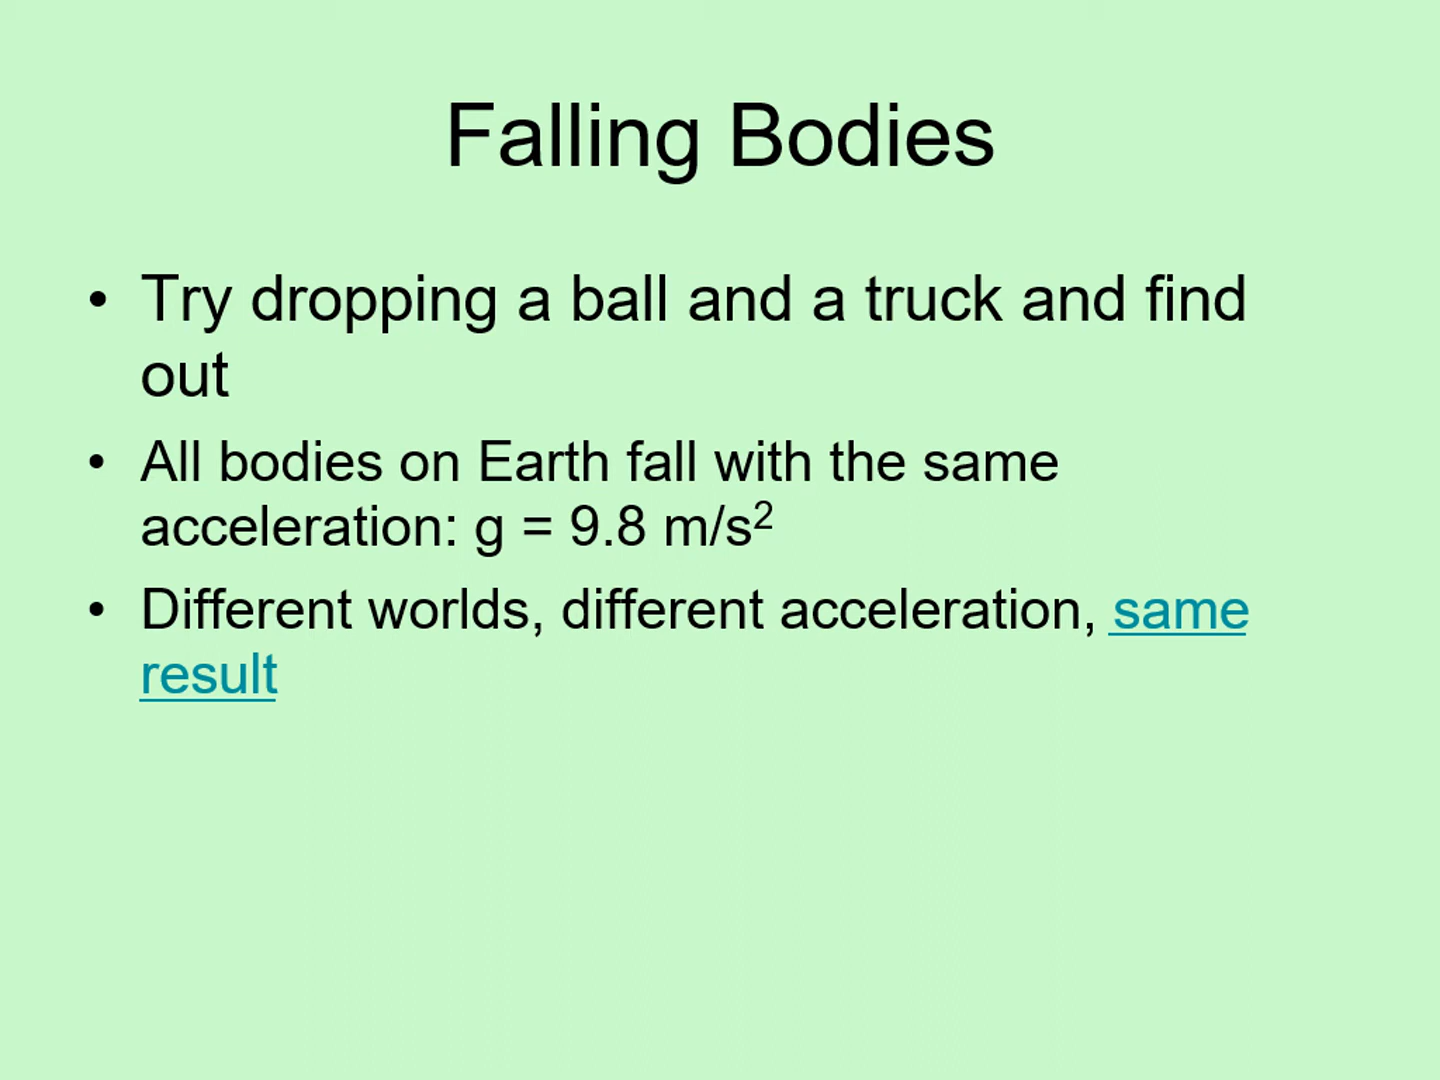 Falling Bodies
• Try dropping a ball and a truck and find
out
• All bodies on Earth fall with the same
acceleration: g = 9.8 m/s²
• Different worlds, different acceleration, same
result